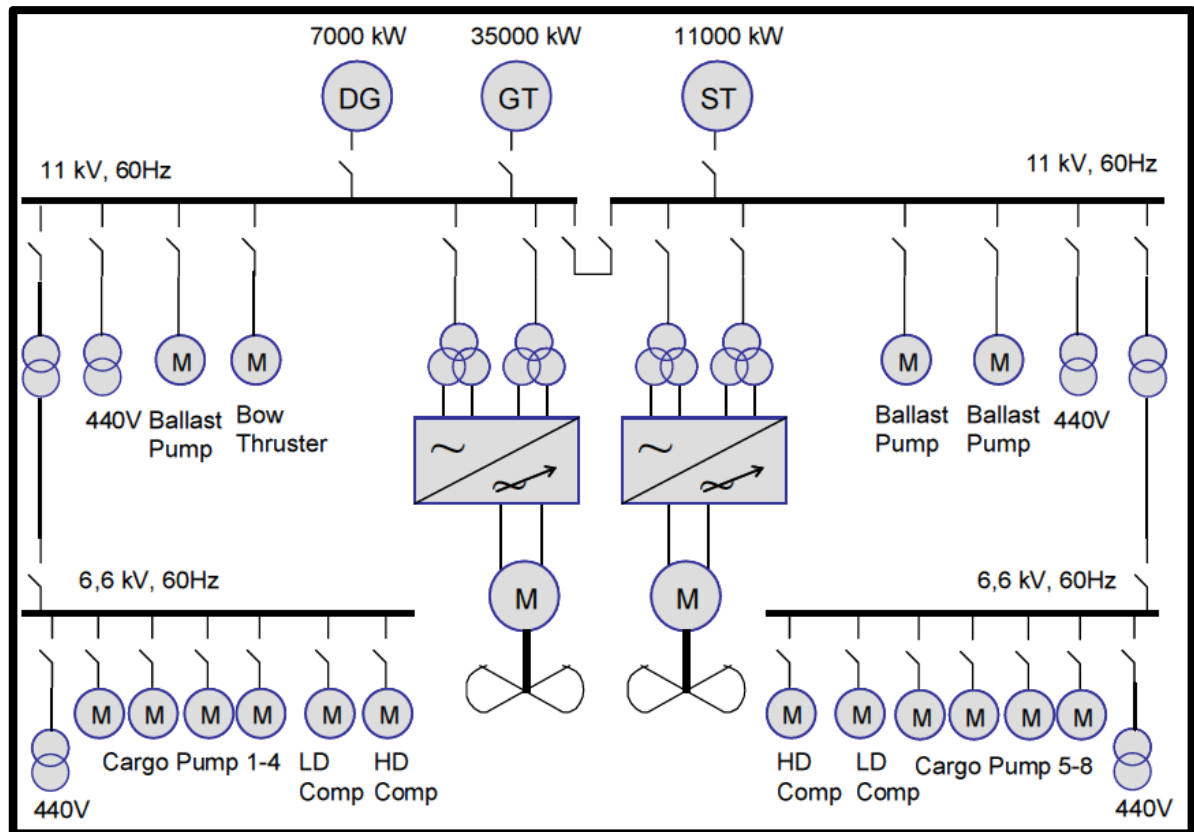 7000 kW 35000 kW 11000 kW
DG GT ST
11 kV, 60Hz 11 kV, 60Hz
M M M M
440V Ballast Pump Bow Thruster Ballast Pump Ballast Pump 440V
~ ~
~ ~
6,6 kV, 60Hz M M 6,6 kV, 60Hz
M M M M M M M M M M M M
Cargo Pump 1-4 LD Comp HD Comp HD Comp LD Comp Cargo Pump 5-8
440V 440V